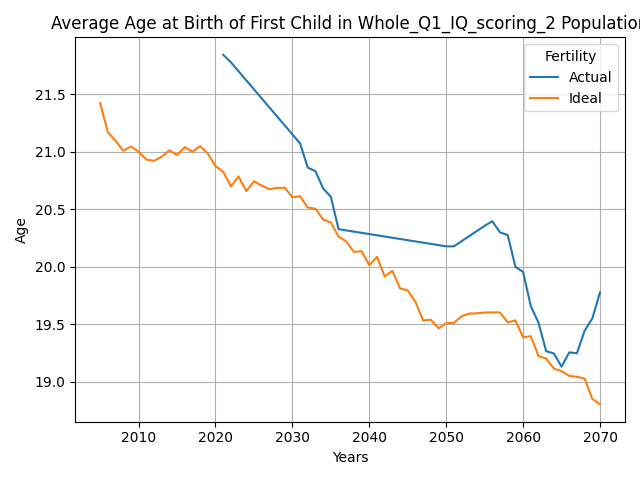 Average Age at Birth of First Child in Whole_Q1_IQ_scoring_2 Population
Fertility
Actual
Ideal
21.5
21.0
20.5
20.0
19.5
19.0
Age
2010 2020 2030 2040 2050 2060 2070
Years